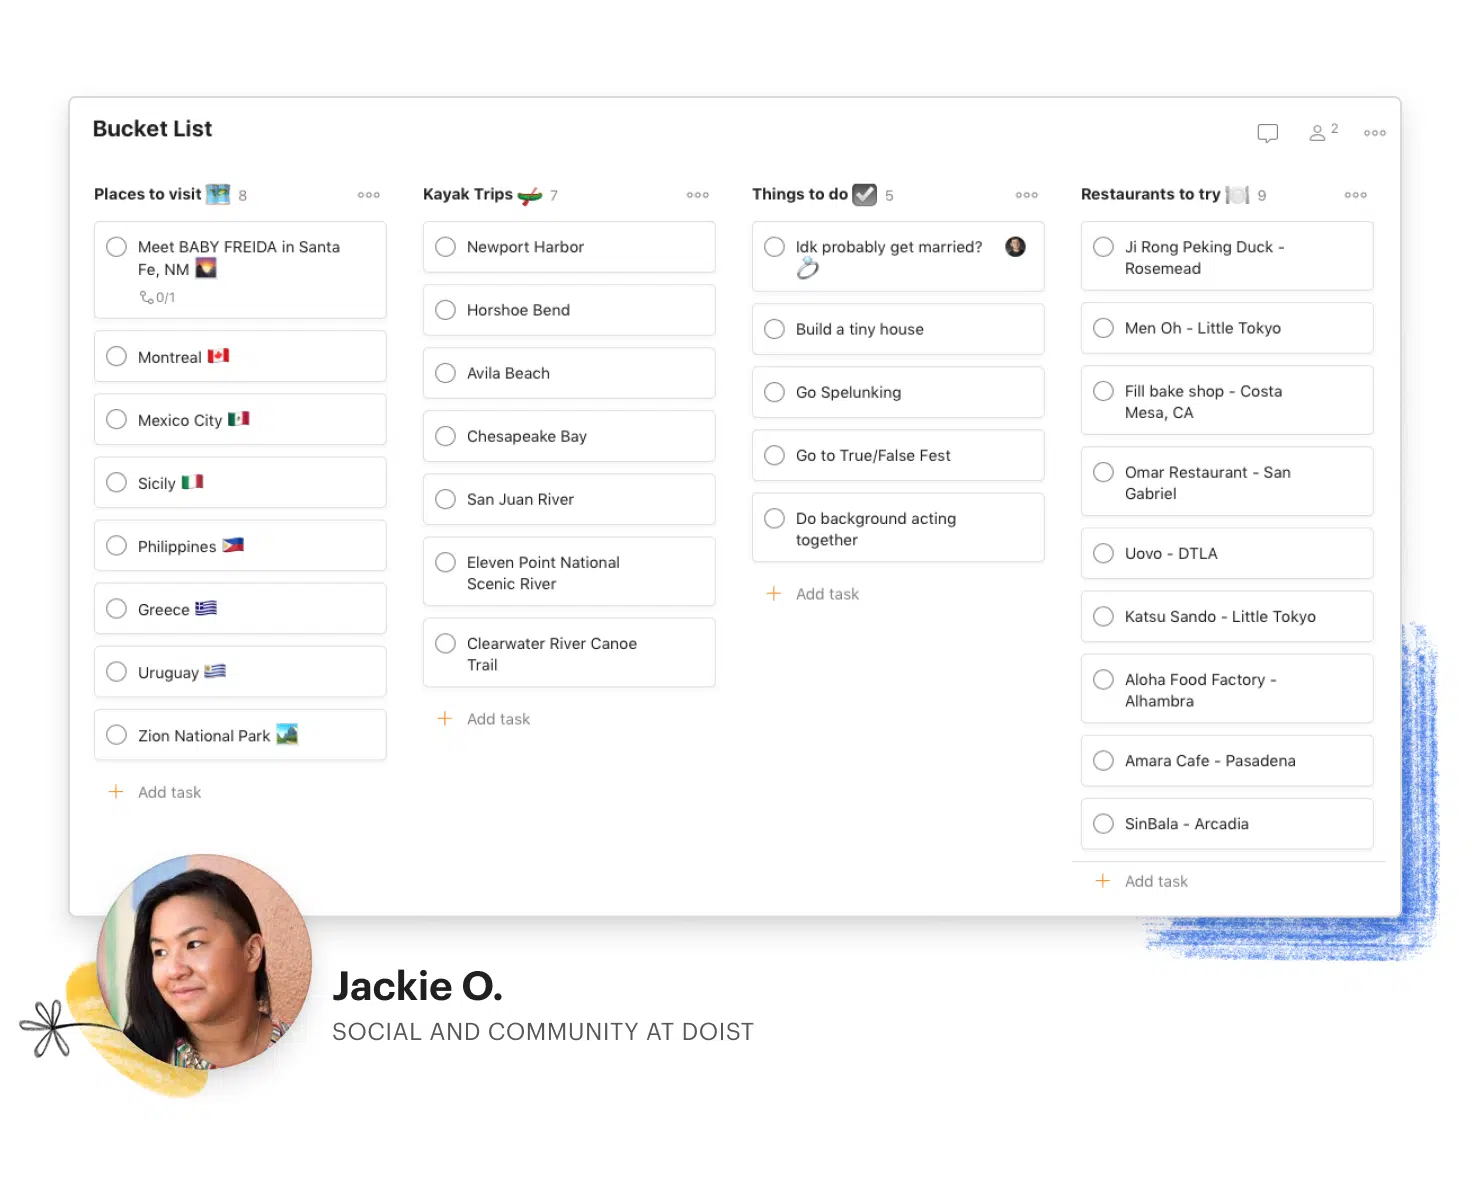 Bucket List
2
Places to visit 🗺️ 8
Meet BABY FREIDA in Santa
Fe, NM 🌄
0/1
Montreal 🇨🇦
Mexico City 🇲🇽
Sicily 🇮🇹
Philippines 🇵🇭
Greece 🇬🇷
Uruguay 🇺🇾
Zion National Park 🏞️
+ Add task
Kayak Trips 🛶 7
Newport Harbor
Horshoe Bend
Avila Beach
Chesapeake Bay
San Juan River
Eleven Point National
Scenic River
Clearwater River Canoe
Trail
+ Add task
Things to do ☑️ 5
Idk probably get married?
💍
Build a tiny house
Go Spelunking
Go to True/False Fest
Do background acting
together
+ Add task
Restaurants to try 🍽️ 9
Ji Rong Peking Duck -
Rosemead
Men Oh - Little Tokyo
Fill bake shop - Costa
Mesa, CA
Omar Restaurant - San
Gabriel
Uovo - DTLA
Katsu Sando - Little Tokyo
Aloha Food Factory -
Alhambra
Amara Cafe - Pasadena
SinBala - Arcadia
+ Add task
Jackie O.
SOCIAL AND COMMUNITY AT DOIST